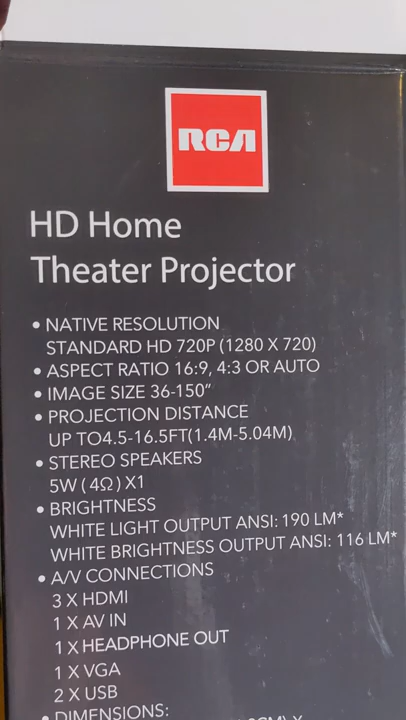 RCA
HD Home
Theater Projector
• NATIVE RESOLUTION
STANDARD HD 720P (1280 X 720)
• ASPECT RATIO 16:9, 4:3 OR AUTO
• IMAGE SIZE 36-150”
• PROJECTION DISTANCE
UP TO4.5-16.5FT(1.4M-5.04M)
• STEREO SPEAKERS
5W ( 4Ω ) X1
• BRIGHTNESS
WHITE LIGHT OUTPUT ANSI: 190 LM*
WHITE BRIGHTNESS OUTPUT ANSI: 116 LM*
• A/V CONNECTIONS
3 X HDMI
1 X AV IN
1 X HEADPHONE OUT
1 X VGA
2 X USB
• DIMENSIONS: